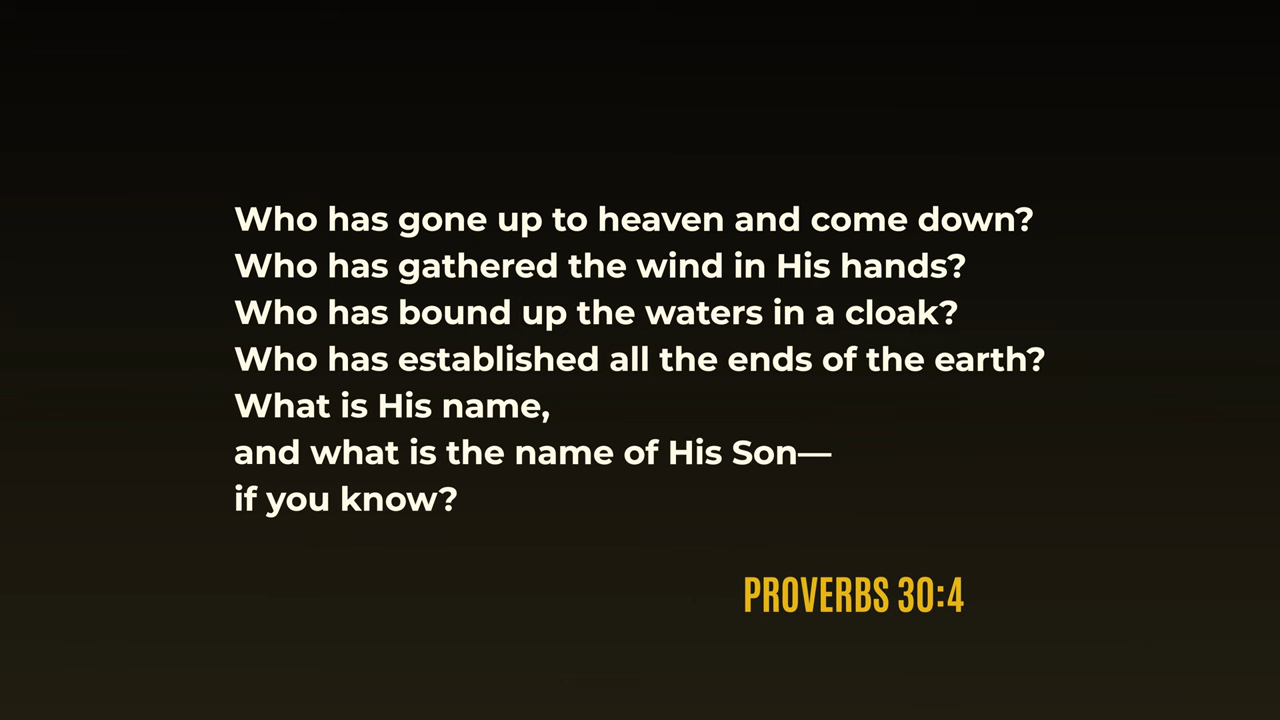 Who has gone up to heaven and come down?
Who has gathered the wind in His hands?
Who has bound up the waters in a cloak?
Who has established all the ends of the earth?
What is His name,
and what is the name of His Son—
if you know?
PROVERBS 30:4